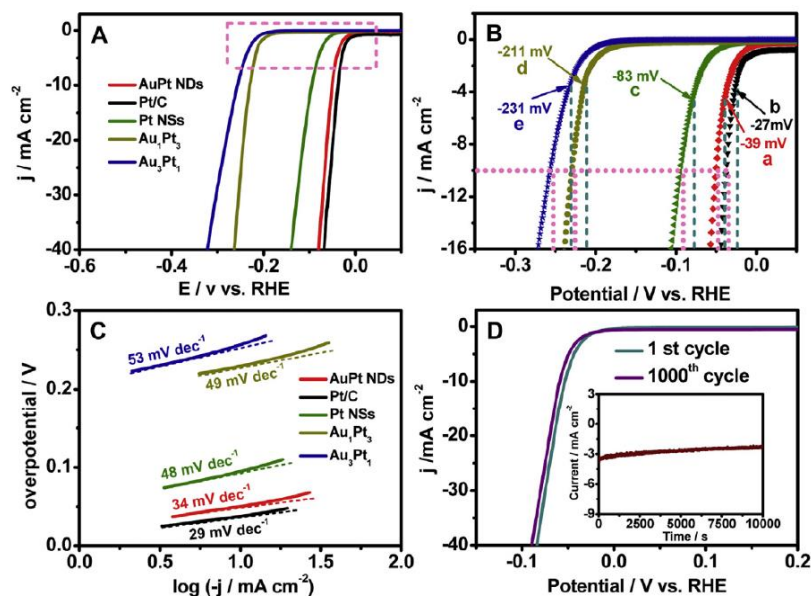 A
j / mA cm⁻²
0
-10
-20
-30
-40
AuPt NDs
Pt/C
Pt NSs
Au₁Pt₃
Au₃Pt₁
-0.6
-0.4
-0.2
0.0
E / v vs. RHE
B
j / mA cm⁻²
0
-4
-8
-12
-16
-211 mV
d
-231 mV
e
-83 mV
c
b
-27mV
-39 mV
a
-0.3
-0.2
-0.1
0.0
Potential / V vs. RHE
C
overpotential / V
0.3
0.2
0.1
0.0
53 mV dec⁻¹
49 mV dec⁻¹
48 mV dec⁻¹
34 mV dec⁻¹
29 mV dec⁻¹
AuPt NDs
Pt/C
Pt NSs
Au₁Pt₃
Au₃Pt₁
0.0
0.5
1.0
1.5
2.0
log (-j / mA cm⁻²)
D
j /mA cm⁻²
0
-10
-20
-30
-40
1 st cycle
1000ᵗʰ cycle
Current / mA cm⁻²
3
0
-3
-6
-9
0
2500
5000
7500
10000
Time / s
-0.1
0.0
0.1
0.2
Potential / V vs. RHE